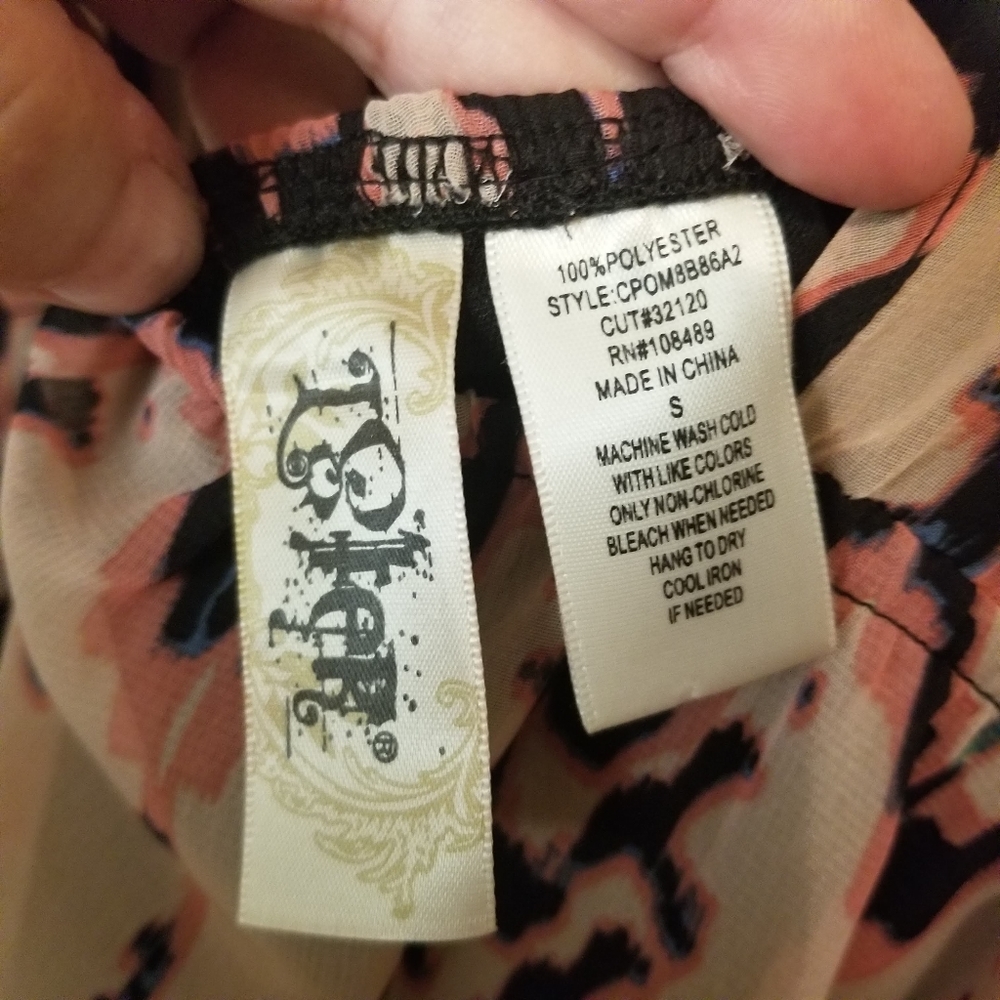 100%POLYESTER
STYLE:CPOM8B86A2
CUT#32120
RN#108489
MADE IN CHINA
S
MACHINE WASH COLD
WITH LIKE COLORS
ONLY NON-CHLORINE
BLEACH WHEN NEEDED
HANG TO DRY
COOL IRON
IF NEEDED